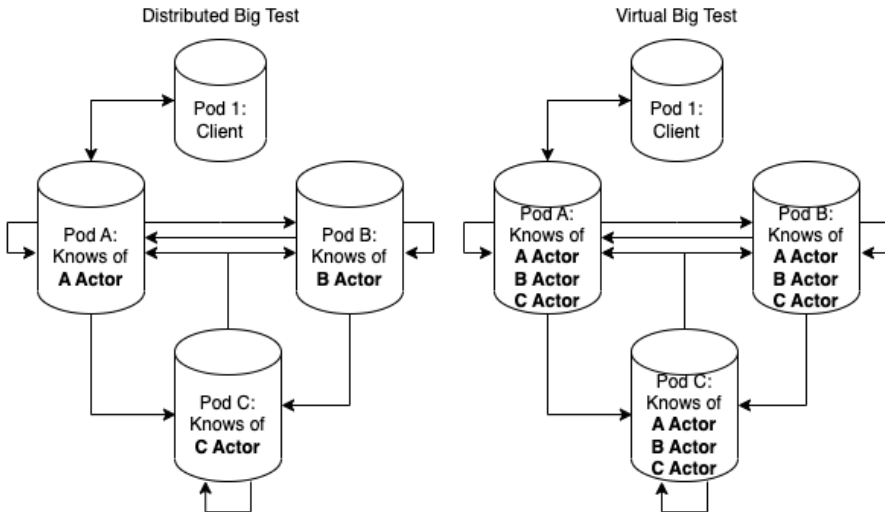 Distributed Big Test
Pod 1:
Client
Pod A:
Knows of
A Actor
Pod B:
Knows of
B Actor
Pod C:
Knows of
C Actor
Virtual Big Test
Pod 1:
Client
Pod A:
Knows of
A Actor
B Actor
C Actor
Pod B:
Knows of
A Actor
B Actor
C Actor
Pod C:
Knows of
A Actor
B Actor
C Actor